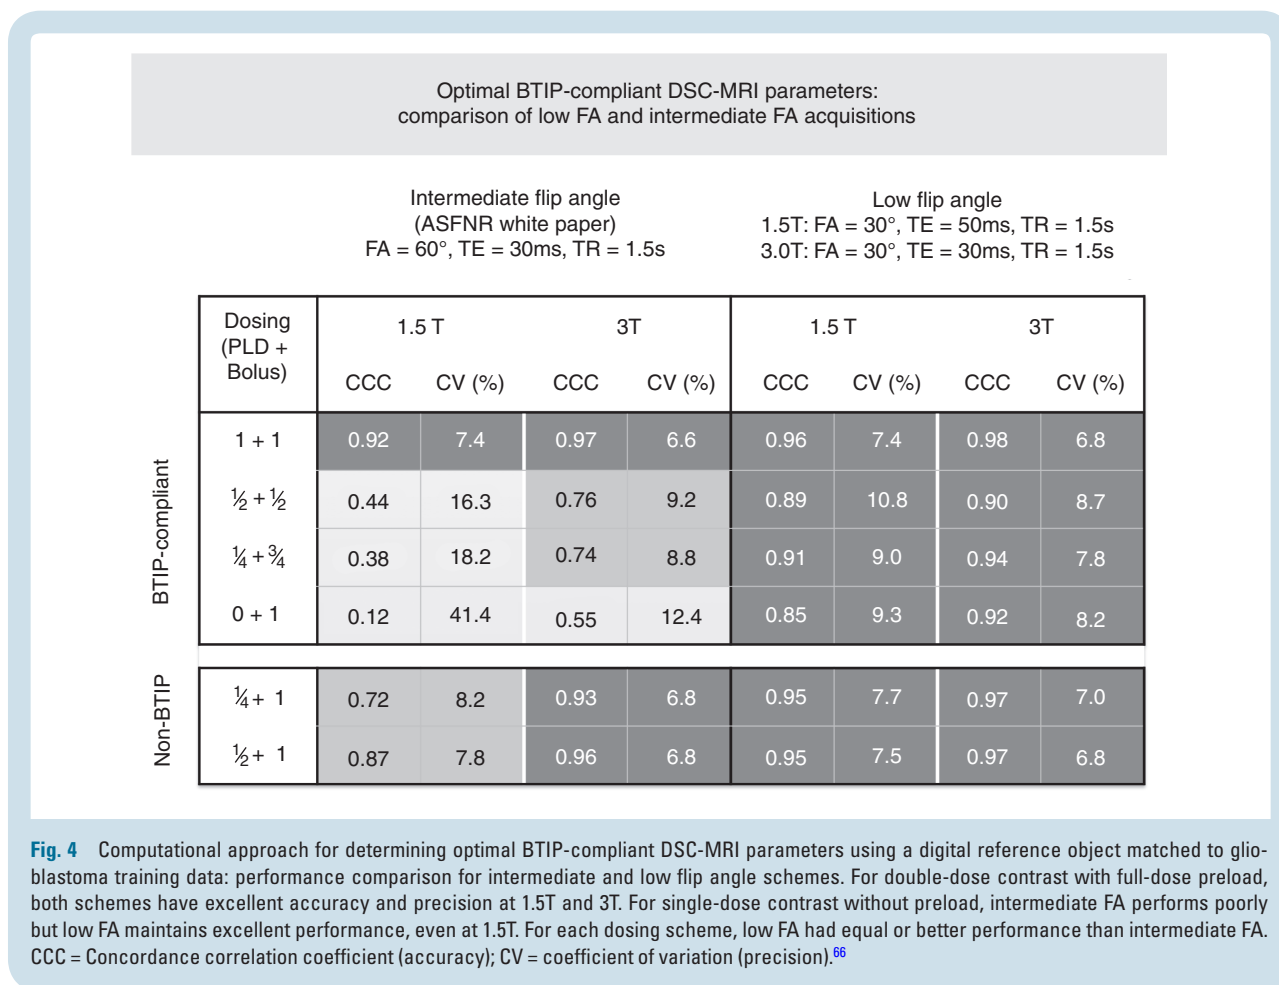 Optimal BTIP-compliant DSC-MRI parameters:
comparison of low FA and intermediate FA acquisitions
Intermediate flip angle
(ASFNR white paper)
FA = 60°, TE = 30ms, TR = 1.5s
Low flip angle
1.5T: FA = 30°, TE = 50ms, TR = 1.5s
3.0T: FA = 30°, TE = 30ms, TR = 1.5s
Dosing
(PLD +
Bolus)
1.5 T 3T 1.5 T 3T
CCC CV (%) CCC CV (%) CCC CV (%) CCC CV (%)
BTIP-compliant
1 + 1 0.92 7.4 0.97 6.6 0.96 7.4 0.98 6.8
½ + ½ 0.44 16.3 0.76 9.2 0.89 10.8 0.90 8.7
¼ + ¾ 0.38 18.2 0.74 8.8 0.91 9.0 0.94 7.8
0 + 1 0.12 41.4 0.55 12.4 0.85 9.3 0.92 8.2
Non-BTIP
¼ + 1 0.72 8.2 0.93 6.8 0.95 7.7 0.97 7.0
½ + 1 0.87 7.8 0.96 6.8 0.95 7.5 0.97 6.8
Fig. 4 Computational approach for determining optimal BTIP-compliant DSC-MRI parameters using a digital reference object matched to glio-
blastoma training data: performance comparison for intermediate and low flip angle schemes. For double-dose contrast with full-dose preload,
both schemes have excellent accuracy and precision at 1.5T and 3T. For single-dose contrast without preload, intermediate FA performs poorly
but low FA maintains excellent performance, even at 1.5T. For each dosing scheme, low FA had equal or better performance than intermediate FA.
CCC = Concordance correlation coefficient (accuracy); CV = coefficient of variation (precision).66